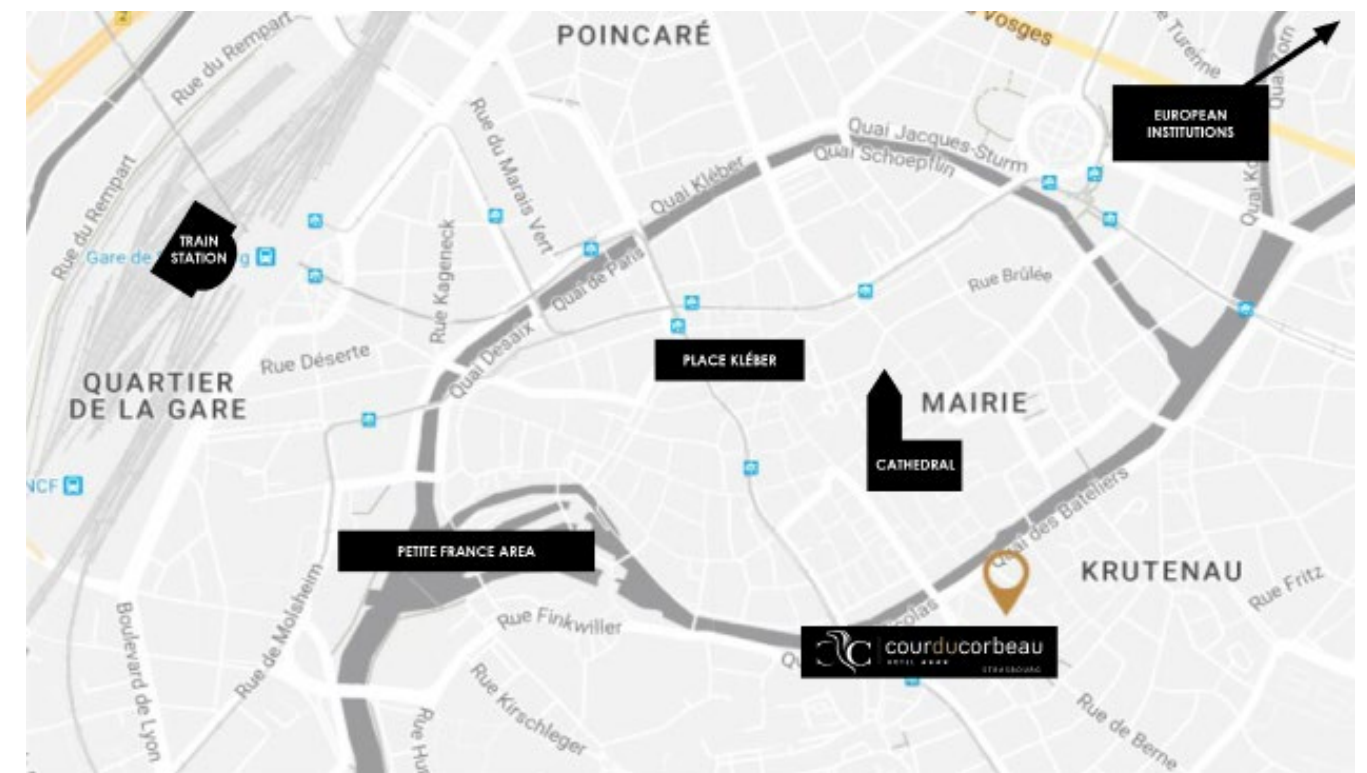 POINCARÉ
Vosges
Rue du Rempart
Rue de Turenne
EUROPEAN
INSTITUTIONS
Rue du Marais Vert
Quai Jacques-Sturm
Quai Schoepflin
Quai Kléber
Rue du Rempart
TRAIN
STATION
Gare de
g
Rue Kageneck
Quai de Paris
Rue Brûlée
Quai Desaix
Rue Déserte
PLACE KLÉBER
QUARTIER
DE LA GARE
MAIRIE
CATHEDRAL
NCF
Quai des Bateliers
PETITE FRANCE AREA
KRUTENAU
Rue Fritz
Rue Finkwiller
Rue de Molsheim
Boulevard de Lyon
courducorbeau
HOTEL
STRASBOURG
Rue Kirschleger
Rue de Berne